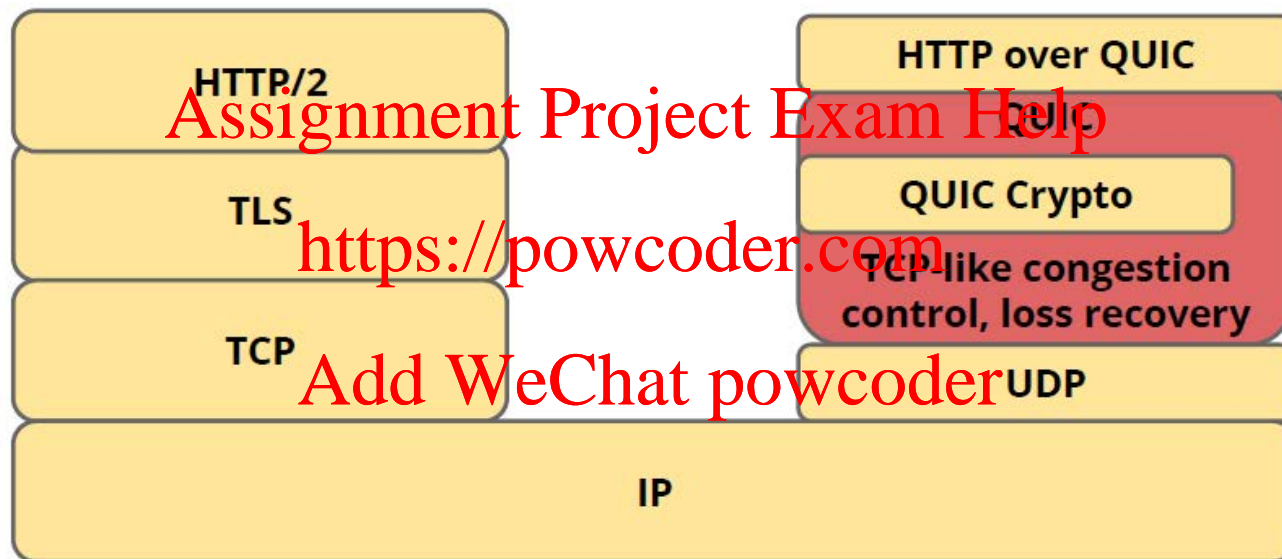 HTTP/2
TLS
TCP
HTTP over QUIC
QUIC
QUIC Crypto
TCP-like congestion
control, loss recovery
UDP
IP
Assignment Project Exam Help
https://powcoder.com
Add WeChat powcoder